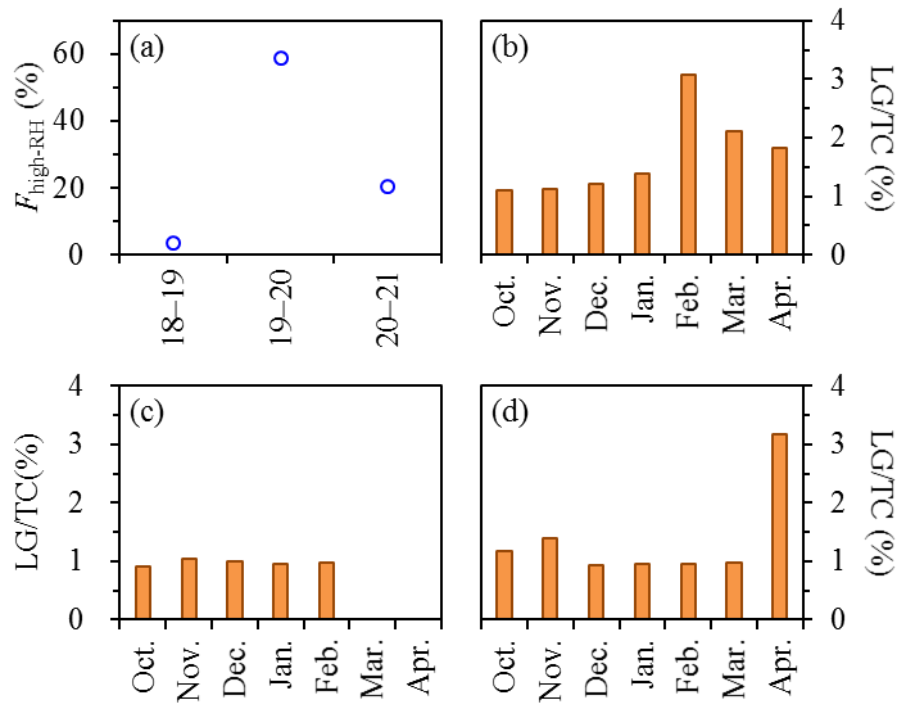 (a)
F high-RH (%)
60
40
20
0
18–19
19–20
20–21
(b)
4
3
2
1
0
LG/TC (%)
Oct.
Nov.
Dec.
Jan.
Feb.
Mar.
Apr.
(c)
LG/TC(%)
4
3
2
1
0
Oct.
Nov.
Dec.
Jan.
Feb.
Mar.
Apr.
(d)
4
3
2
1
0
LG/TC (%)
Oct.
Nov.
Dec.
Jan.
Feb.
Mar.
Apr.